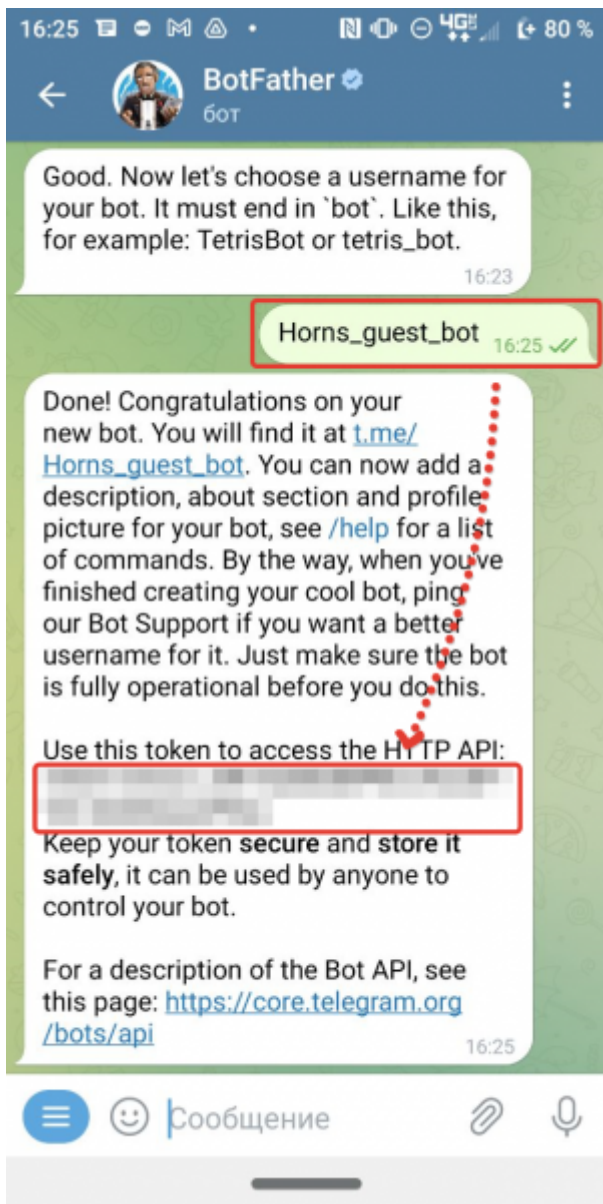 16:25 4G 80 %
BotFather
бот
Good. Now let's choose a username for
your bot. It must end in `bot`. Like this,
for example: TetrisBot or tetris_bot.
16:23
Horns_guest_bot 16:25
Done! Congratulations on your
new bot. You will find it at t.me/
Horns_guest_bot. You can now add a
description, about section and profile
picture for your bot, see /help for a list
of commands. By the way, when you've
finished creating your cool bot, ping
our Bot Support if you want a better
username for it. Just make sure the bot
is fully operational before you do this.
Use this token to access the HTTP API:
Keep your token secure and store it
safely, it can be used by anyone to
control your bot.
For a description of the Bot API, see
this page: https://core.telegram.org
/bots/api
16:25
Сообщение